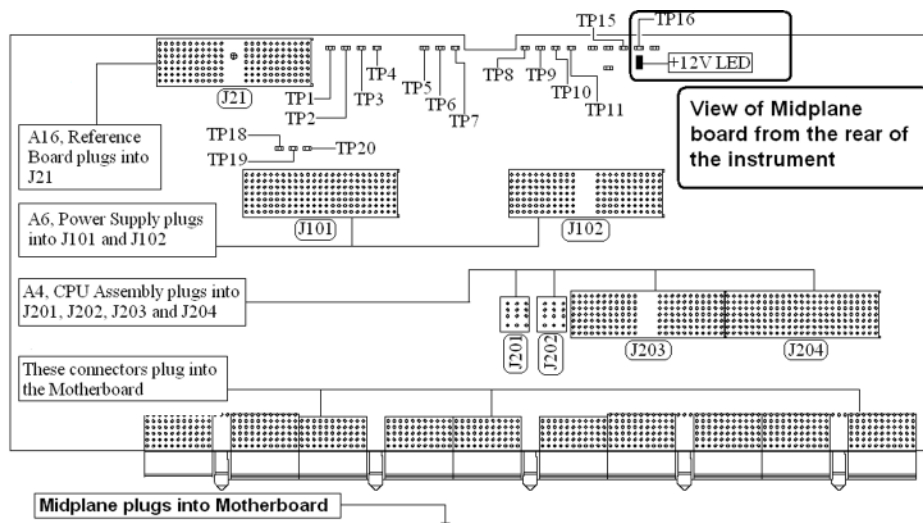 TP15
TP16
TP4
TP8
+12V LED
TP1
TP3
TP5
TP9
J21
TP10
TP2
TP6
TP11
TP7
View of Midplane
board from the rear of
the instrument
TP18
A16, Reference
Board plugs into
J21
TP20
TP19
A6, Power Supply plugs
into J101 and J102
J101
J102
A4, CPU Assembly plugs into
J201, J202, J203 and J204
J201
J202
J203
J204
These connectors plug into
the Motherboard
Midplane plugs into Motherboard